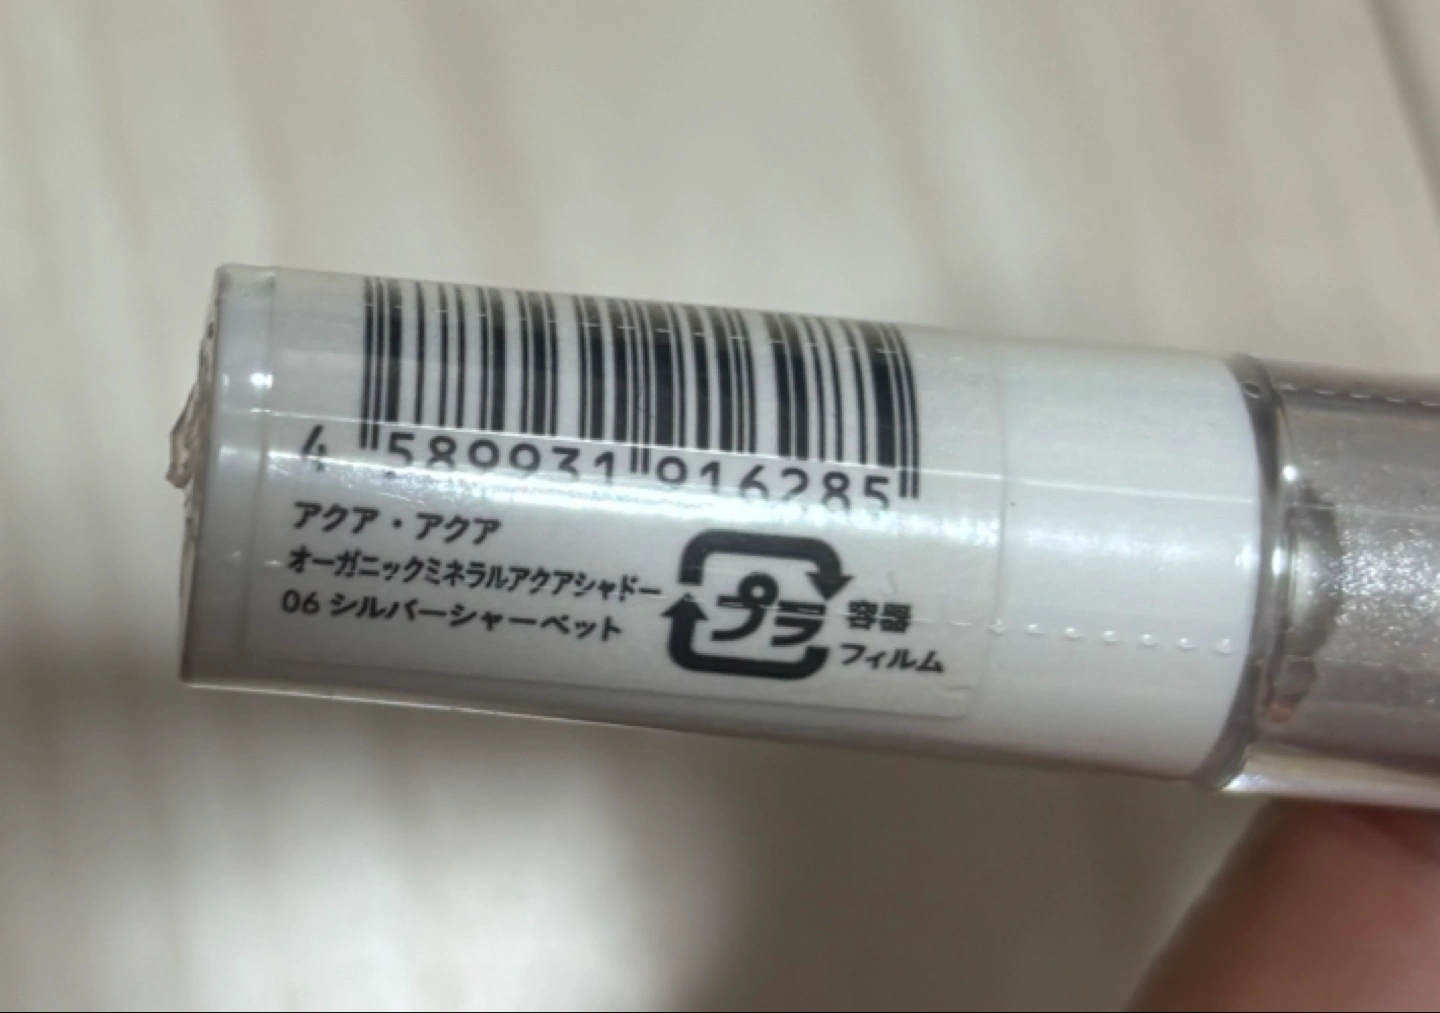 4 589931 916285
アクア・アクア
オーガニックミネラルアクアシャドー
06 シルバーシャーベット
プラ
容器
フィルム